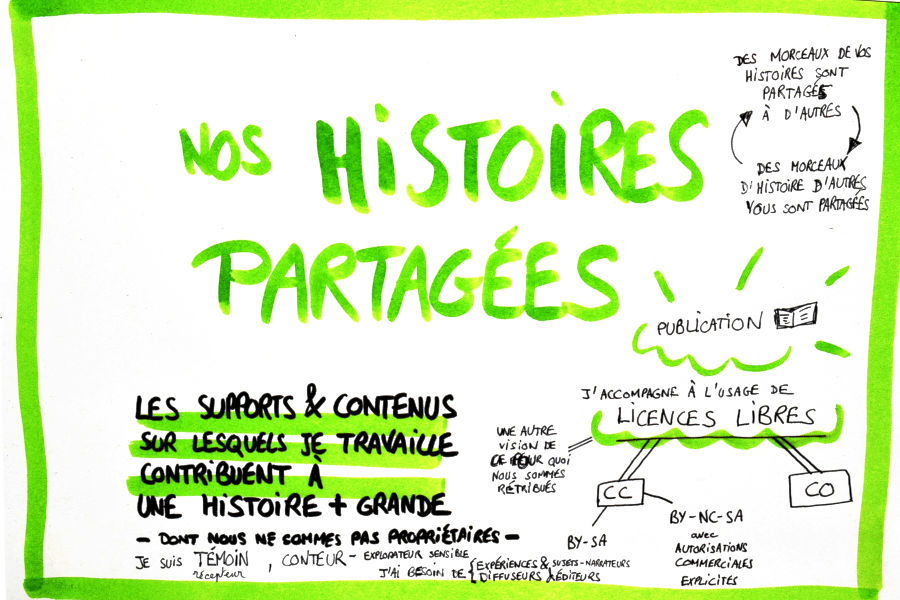 NOS HISTOIRES
PARTAGÉES
DES MORCEAUX DE VOS
HISTOIRES SONT
PARTAGÉS
À D'AUTRES
DES MORCEAUX
D'HISTOIRE D'AUTRES
VOUS SONT PARTAGÉES
PUBLICATION
J'ACCOMPAGNE À L'USAGE DE
LICENCES LIBRES
UNE AUTRE
VISION DE
CE POUR QUOI
NOUS SOMMES
RÉTRIBUÉS
CC
CO
BY-SA
BY-NC-SA
avec
AUTORISATIONS
COMMERCIALES
EXPLICITES
LES SUPPORTS & CONTENUS
SUR LESQUELS JE TRAVAILLE
CONTRIBUENT À
UNE HISTOIRE + GRANDE
– DONT NOUS NE SOMMES PAS PROPRIÉTAIRES –
JE SUIS TÉMOIN, CONTEUR – EXPLORATEUR SENSIBLE
récepteur
J'AI BESOIN DE { EXPÉRIENCES & SUJETS-NARRATEURS
DIFFUSEURS & ÉDITEURS